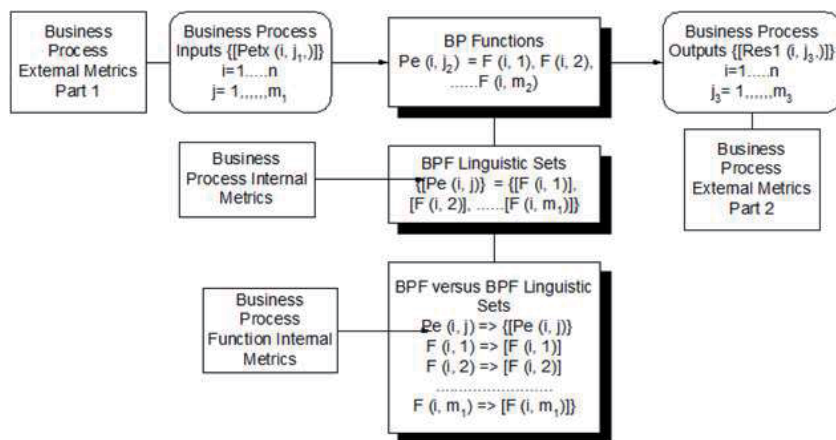 Business
Process
External Metrics
Part 1
Business Process
Inputs {[[Petx (i, j₁,)]]}
i=1.....n
j= 1,,,,,,m₁
BP Functions
Pe (i, j₂) = F (i, 1), F (i, 2),
......F (i, m₂)
Business Process
Outputs {[[Res1 (i, j₃,)]]}
i=1.....n
j₃= 1,,,,,,m₃
Business
Process Internal
Metrics
BPF Linguistic Sets
{[[Pe (i, j)} = {[[F (i, 1)],
[F (i, 2)], ......[F (i, m₁)]]}
Business
Process
External Metrics
Part 2
Business
Process
Function Internal
Metrics
BPF versus BPF Linguistic
Sets
Pe (i, j) => {[[Pe (i, j)}
F (i, 1) => [F (i, 1)]
F (i, 2) => [F (i, 2)]
..........................
F (i, m₁) => [F (i, m₁)]]}